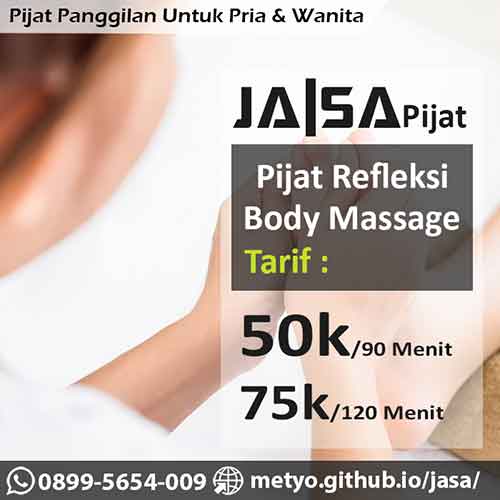 Pijat Panggilan Untuk Pria & Wanita
JA|SA Pijat
Pijat Refleksi
Body Massage
Tarif :
50k/90 Menit
75k/120 Menit
0899-5654-009 metyo.github.io/jasa/